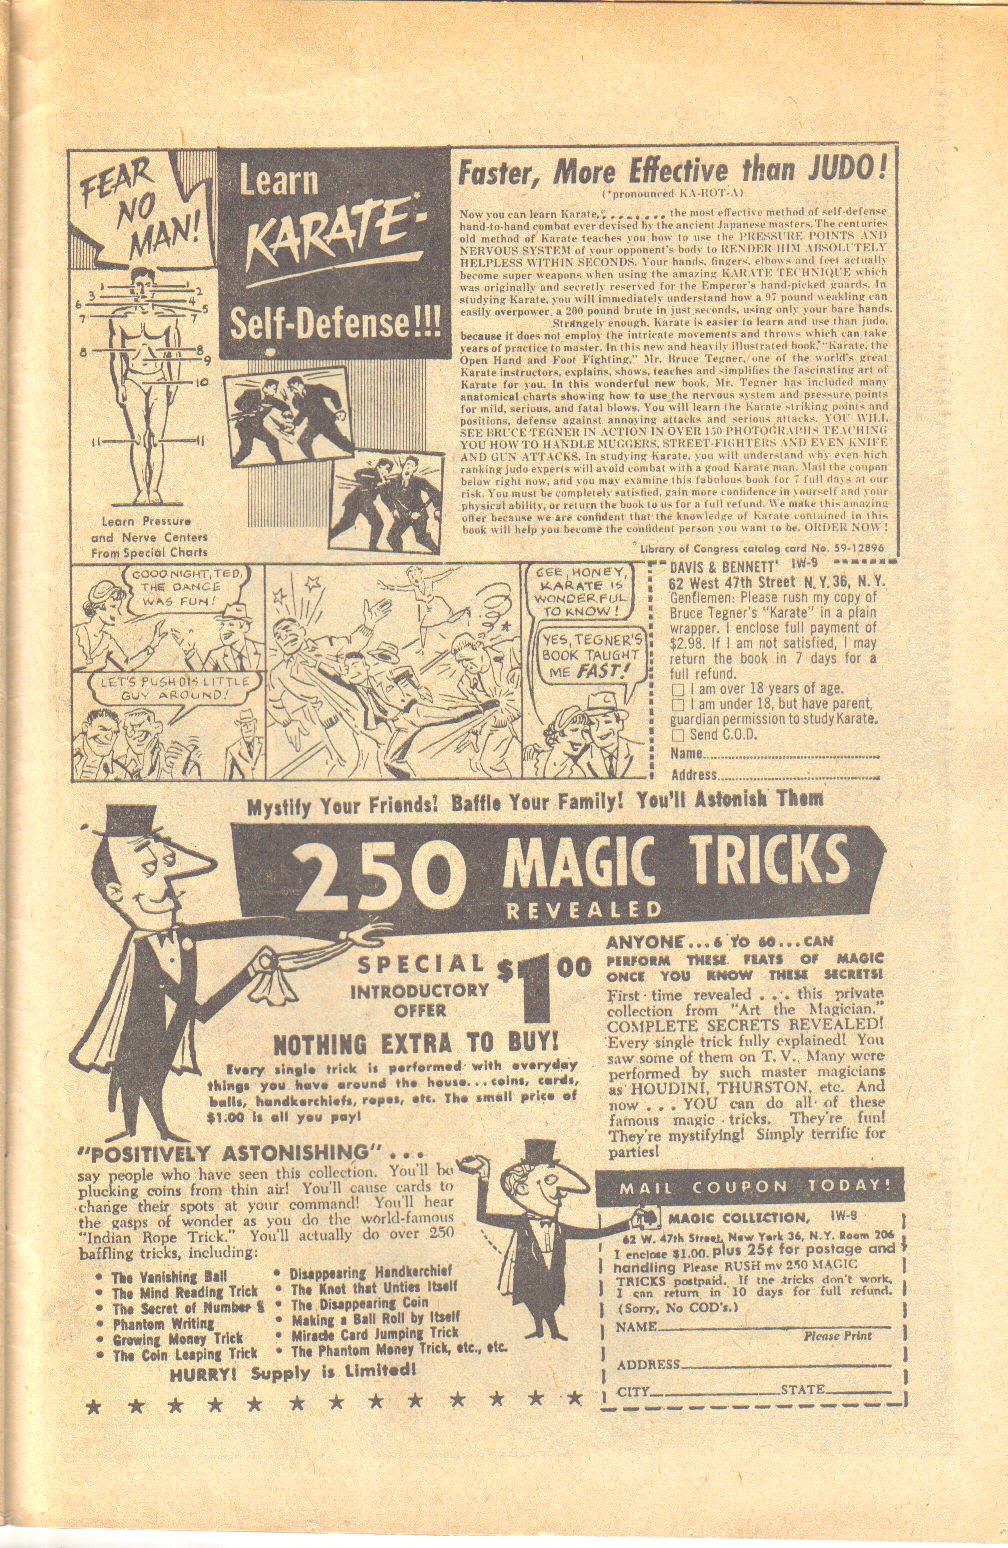 FEAR
NO
MAN!
1
2
3
4
5
6
7
7
8
8
9
10
11
11
Learn Pressure
and Nerve Centers
From Special Charts
Learn
KARATE*-
Self-Defense!!!
Faster, More Effective than JUDO!
(*pronounced KA-ROT-A)
Now you can learn Karate,*........ the most effective method of self-defense
hand-to-hand combat ever devised by the ancient Japanese masters. The centuries
old method of Karate teaches you how to use the PRESSURE POINTS AND
NERVOUS SYSTEM of your opponent's body to RENDER HIM ABSOLUTELY
HELPLESS WITHIN SECONDS. Your hands, fingers, elbows and feet actually
become super weapons when using the amazing KARATE TECHNIQUE which
was originally and secretly reserved for the Emperor's hand-picked guards. In
studying Karate, you will immediately understand how a 97 pound weakling can
easily overpower, a 200 pound brute in just seconds, using only your bare hands.
Strangely enough, Karate is easier to learn and use than judo,
because it does not employ the intricate movements and throws which can take
years of practice to master. In this new and heavily illustrated book, "Karate, the
Open Hand and Foot Fighting," Mr. Bruce Tegner, one of the world's great
Karate instructors, explains, shows, teaches and simplifies the fascinating art of
Karate for you. In this wonderful new book, Mr. Tegner has included many
anatomical charts showing how to use the nervous system and pressure points
for mild, serious, and fatal blows. You will learn the Karate striking points and
positions, defense against annoying attacks and serious attacks. YOU WILL
SEE BRUCE TEGNER IN ACTION IN OVER 150 PHOTOGRAPHS TEACHING
YOU HOW TO HANDLE MUGGERS, STREET-FIGHTERS AND EVEN KNIFE
AND GUN ATTACKS. In studying Karate, you will understand why even high
ranking judo experts will avoid combat with a good Karate man. Mail the coupon
below right now, and you may examine this fabulous book for 7 full days at our
risk. You must be completely satisfied, gain more confidence in yourself and your
physical ability, or return the book to us for a full refund. We make this amazing
offer because we are confident that the knowledge of Karate contained in this
book will help you become the confident person you want to be. ORDER NOW!
*Library of Congress catalog card No. 59-12896
GOOD NIGHT, TED,
THE DANCE
WAS FUN!
LET'S PUSH DIS LITTLE
GUY AROUND!
GEE, HONEY,
KARATE IS
WONDERFUL
TO KNOW!
YES, TEGNER'S
BOOK TAUGHT
ME FAST!
DAVIS & BENNETT IW-9
62 West 47th Street N.Y. 36, N. Y.
Gentlemen: Please rush my copy of
Bruce Tegner's "Karate" in a plain
wrapper. I enclose full payment of
$2.98. If I am not satisfied, I may
return the book in 7 days for a
full refund.
☐ I am over 18 years of age.
☐ I am under 18, but have parent,
guardian permission to study Karate.
☐ Send C.O.D.
Name
Address
Mystify Your Friends! Baffle Your Family! You'll Astonish Them
250 MAGIC TRICKS
REVEALED
SPECIAL
INTRODUCTORY
OFFER
$1.00
NOTHING EXTRA TO BUY!
Every single trick is performed with everyday
things you have around the house...coins, cards,
balls, handkerchiefs, ropes, etc. The small price of
$1.00 is all you pay!
ANYONE...6 TO 60...CAN
PERFORM THESE FEATS OF MAGIC
ONCE YOU KNOW THESE SECRETS!
First time revealed . . . this private
collection from "Art the Magician."
COMPLETE SECRETS REVEALED!
Every single trick fully explained! You
saw some of them on T. V., Many were
performed by such master magicians
as HOUDINI, THURSTON, etc. And
now . . . YOU can do all of these
famous magic tricks. They're fun!
They're mystifying! Simply terrific for
parties!
"POSITIVELY ASTONISHING" ...
say people who have seen this collection. You'll be
plucking coins from thin air! You'll cause cards to
change their spots at your command! You'll hear
the gasps of wonder as you do the world-famous
"Indian Rope Trick." You'll actually do over 250
baffling tricks, including:
• The Vanishing Ball
• The Mind Reading Trick
• The Secret of Number
• Phantom Writing
• Growing Money Trick
• The Coin Leaping Trick
• Disappearing Handkerchief
• The Knot that Unties Itself
• The Disappearing Coin
• Making a Ball Roll by Itself
• Miracle Card Jumping Trick
• The Phantom Money Trick, etc., etc.
HURRY! Supply is Limited!
MAIL COUPON TODAY!
MAGIC COLLECTION, IW-9
62 W. 47th Street, New York 36, N.Y. Room 206
I enclose $1.00. plus 25¢ for postage and
handling Please RUSH my 250 MAGIC
TRICKS postpaid. If the tricks don't work,
I can return in 10 days for full refund.
(Sorry, No COD's.)
NAME
Please Print
ADDRESS
CITY STATE